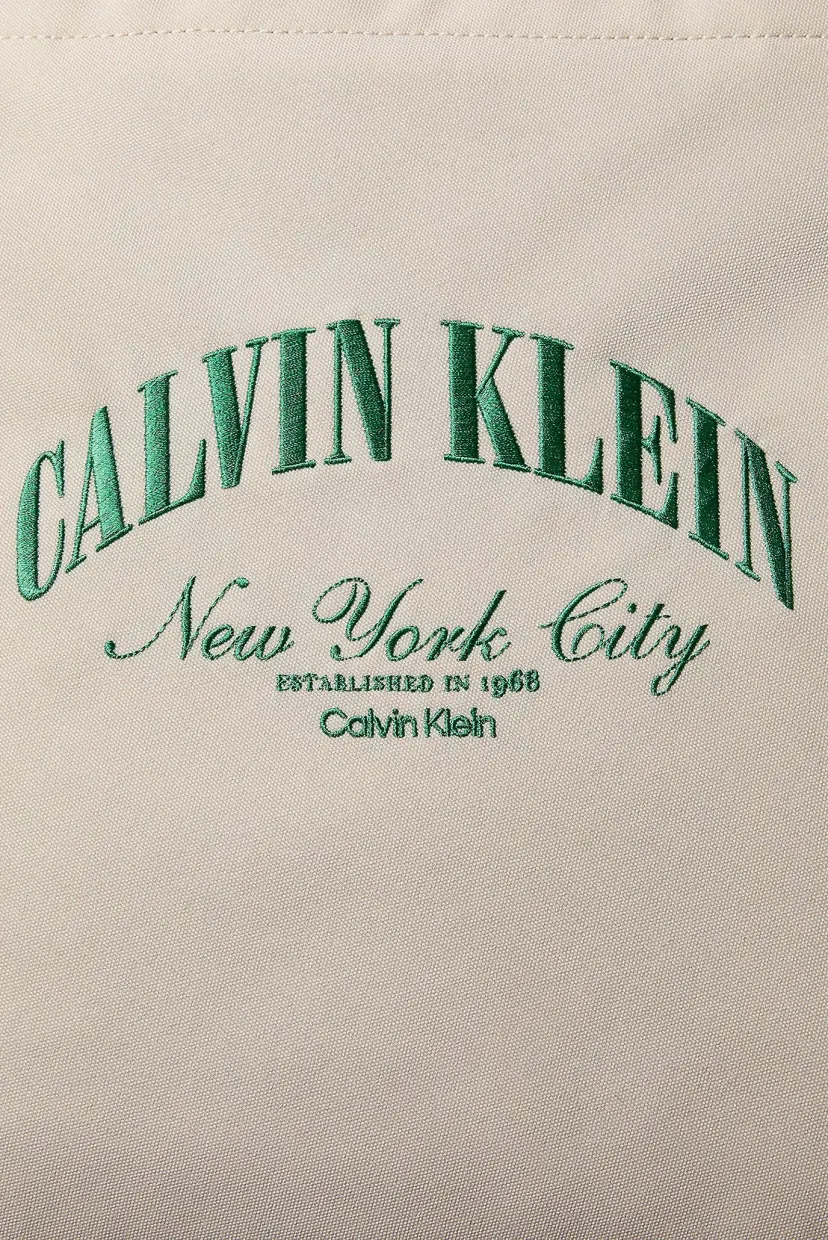 CALVIN KLEIN
New York City
ESTABLISHED IN 1968
Calvin Klein